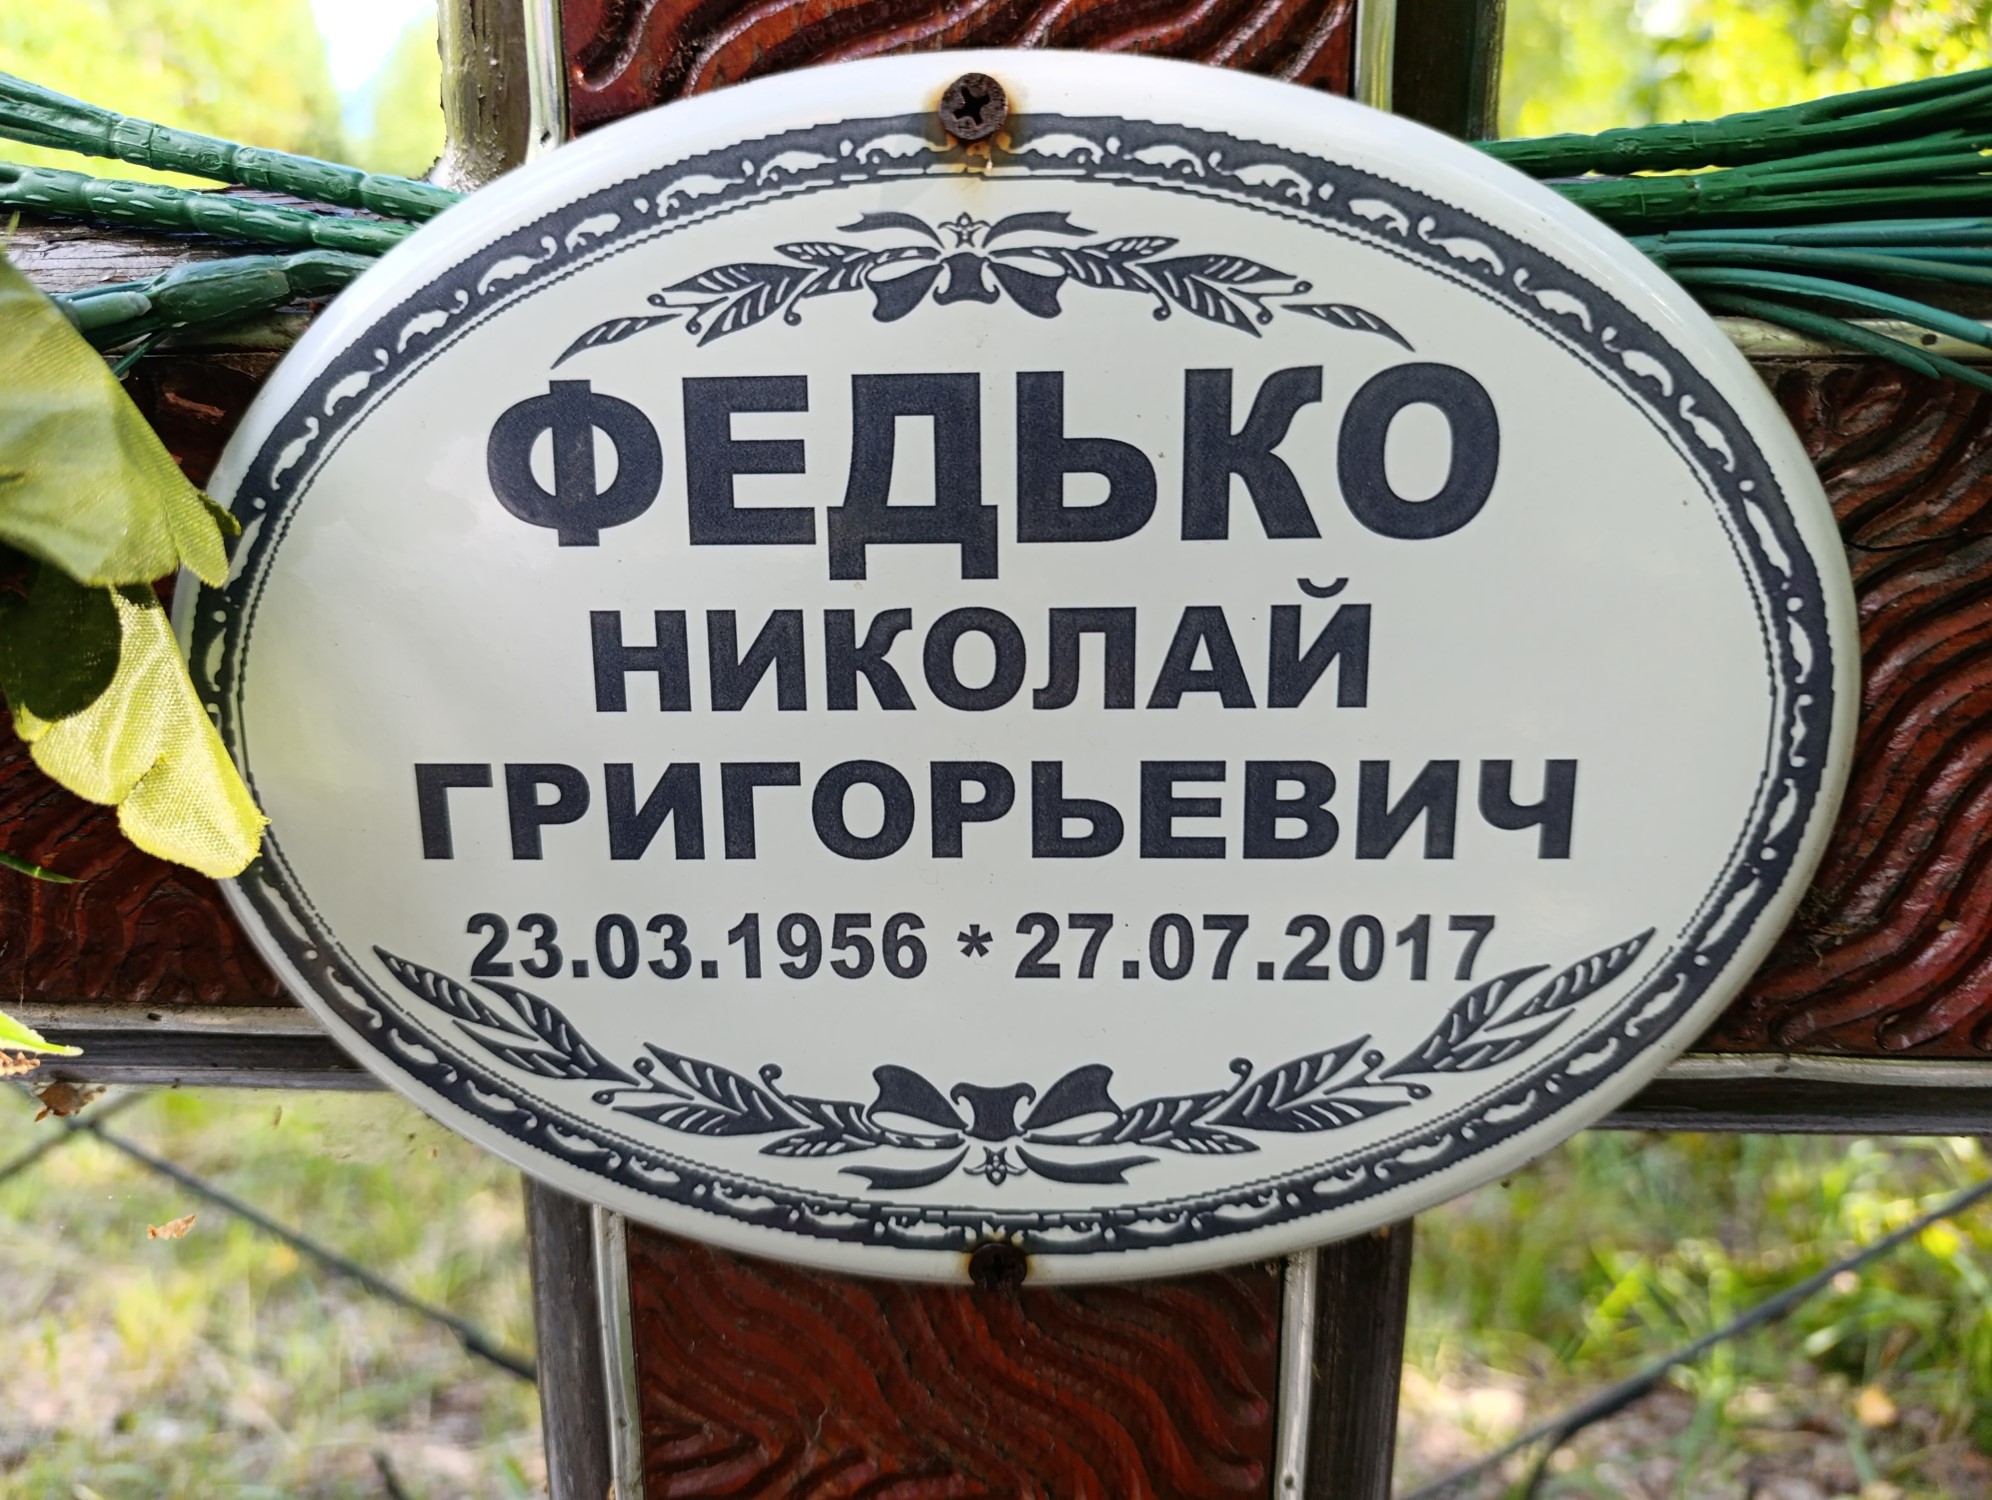 ФЕДЬКО
НИКОЛАЙ
ГРИГОРЬЕВИЧ
23.03.1956 * 27.07.2017